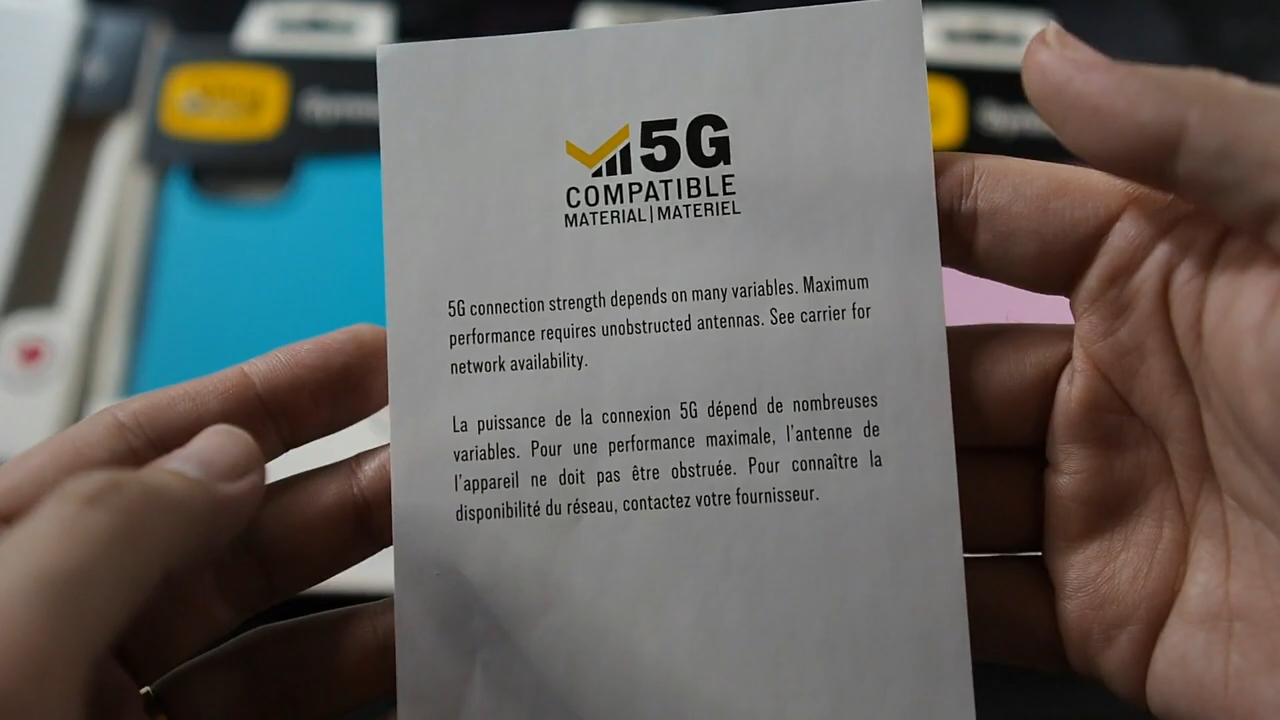 5G
COMPATIBLE
MATERIAL | MATERIEL
5G connection strength depends on many variables. Maximum
performance requires unobstructed antennas. See carrier for
network availability.
La puissance de la connexion 5G dépend de nombreuses
variables. Pour une performance maximale, l'antenne de
l'appareil ne doit pas être obstruée. Pour connaître la
disponibilité du réseau, contactez votre fournisseur.